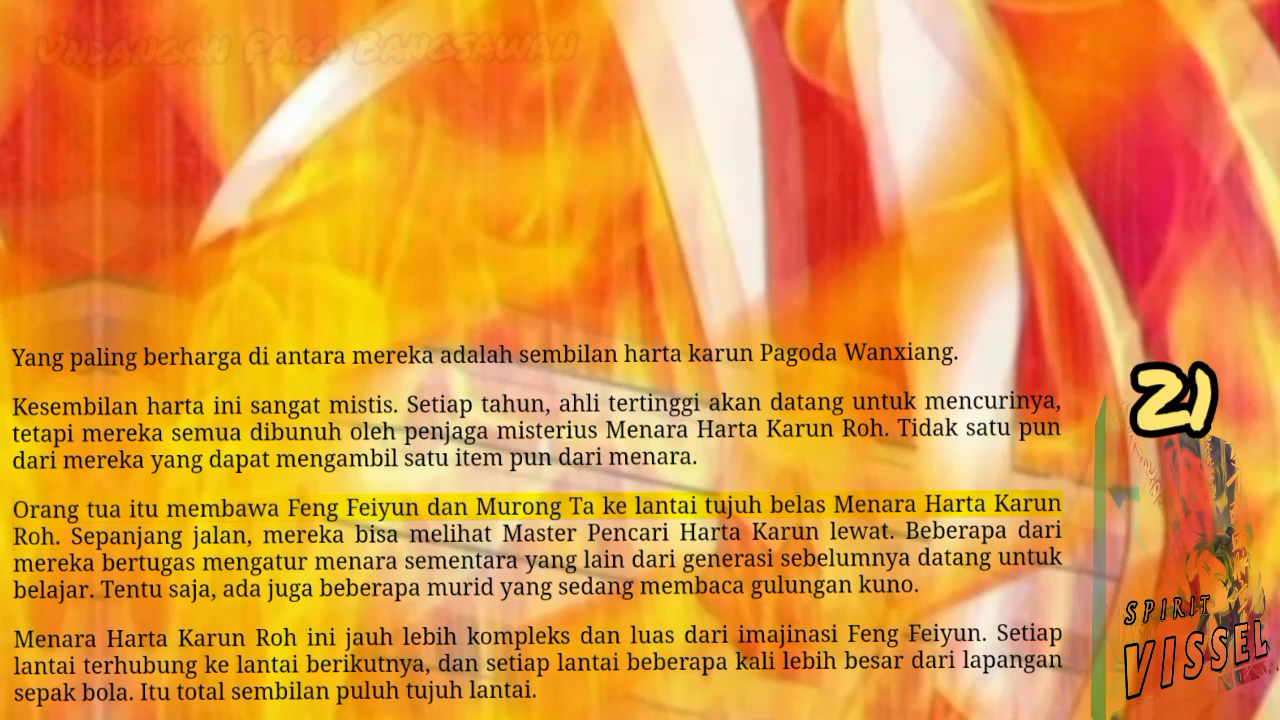 Undangan Para Bangsawan
Yang paling berharga di antara mereka adalah sembilan harta karun Pagoda Wanxiang.
Kesembilan harta ini sangat mistis. Setiap tahun, ahli tertinggi akan datang untuk mencurinya,
tetapi mereka semua dibunuh oleh penjaga misterius Menara Harta Karun Roh. Tidak satu pun
dari mereka yang dapat mengambil satu item pun dari menara.
Orang tua itu membawa Feng Feiyun dan Murong Ta ke lantai tujuh belas Menara Harta Karun
Roh. Sepanjang jalan, mereka bisa melihat Master Pencari Harta Karun lewat. Beberapa dari
mereka bertugas mengatur menara sementara yang lain dari generasi sebelumnya datang untuk
belajar. Tentu saja, ada juga beberapa murid yang sedang membaca gulungan kuno.
Menara Harta Karun Roh ini jauh lebih kompleks dan luas dari imajinasi Feng Feiyun. Setiap
lantai terhubung ke lantai berikutnya, dan setiap lantai beberapa kali lebih besar dari lapangan
sepak bola. Itu total sembilan puluh tujuh lantai.
21
SPIRIT
VISSEL